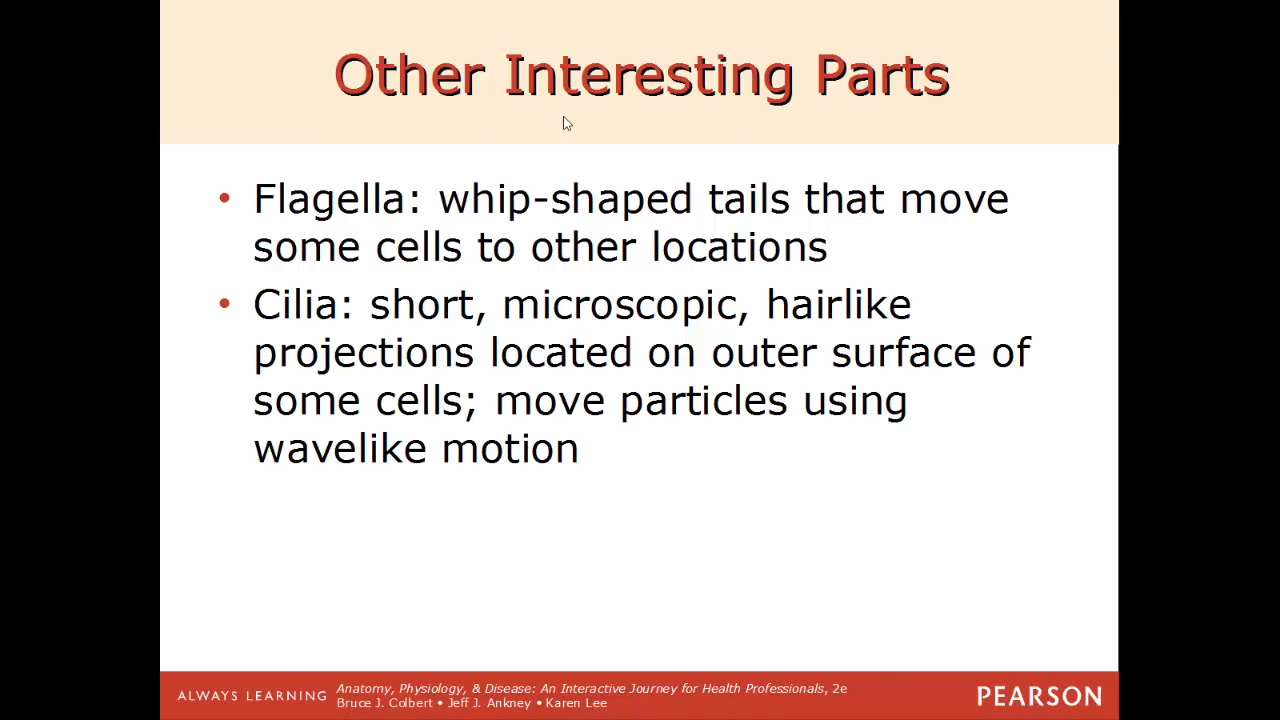 Other Interesting Parts
• Flagella: whip-shaped tails that move
some cells to other locations
• Cilia: short, microscopic, hairlike
projections located on outer surface of
some cells; move particles using
wavelike motion
ALWAYS LEARNING
Anatomy, Physiology, & Disease: An Interactive Journey for Health Professionals, 2e
Bruce J. Colbert • Jeff J. Ankney • Karen Lee
PEARSON